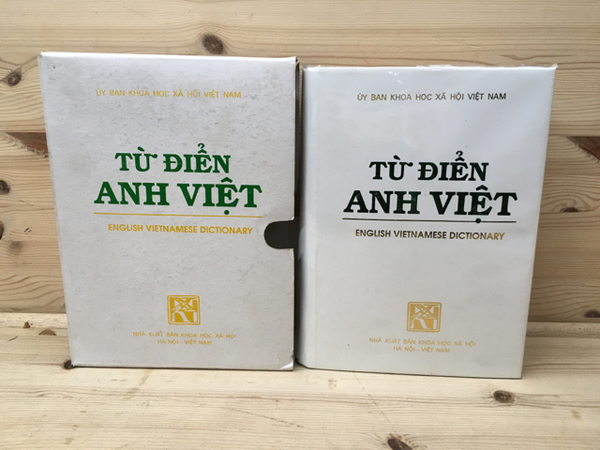 ỦY BAN KHOA HỌC XÃ HỘI VIỆT NAM
TỪ ĐIỂN
ANH VIỆT
ENGLISH VIETNAMESE DICTIONARY
NHÀ XUẤT BẢN KHOA HỌC XÃ HỘI
HÀ NỘI - VIỆT NAM
ỦY BAN KHOA HỌC XÃ HỘI VIỆT NAM
TỪ ĐIỂN
ANH VIỆT
ENGLISH VIETNAMESE DICTIONARY
NHÀ XUẤT BẢN KHOA HỌC XÃ HỘI
HÀ NỘI - VIỆT NAM